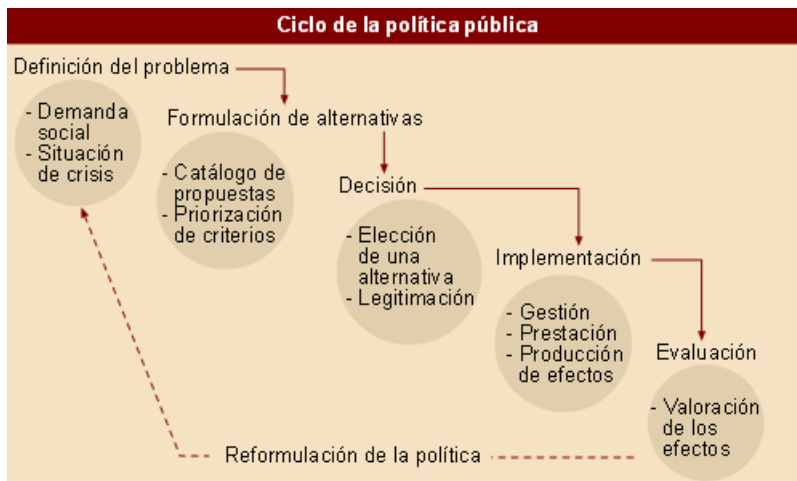 Ciclo de la política pública
Definición del problema
- Demanda
social
- Situación
de crisis
Formulación de alternativas
- Catálogo de
propuestas
- Priorización
de criterios
Decisión
- Elección
de una
alternativa
- Legitimación
Implementación
- Gestión
- Prestación
- Producción
de efectos
Evaluación
- Valoración
de los
efectos
Reformulación de la política